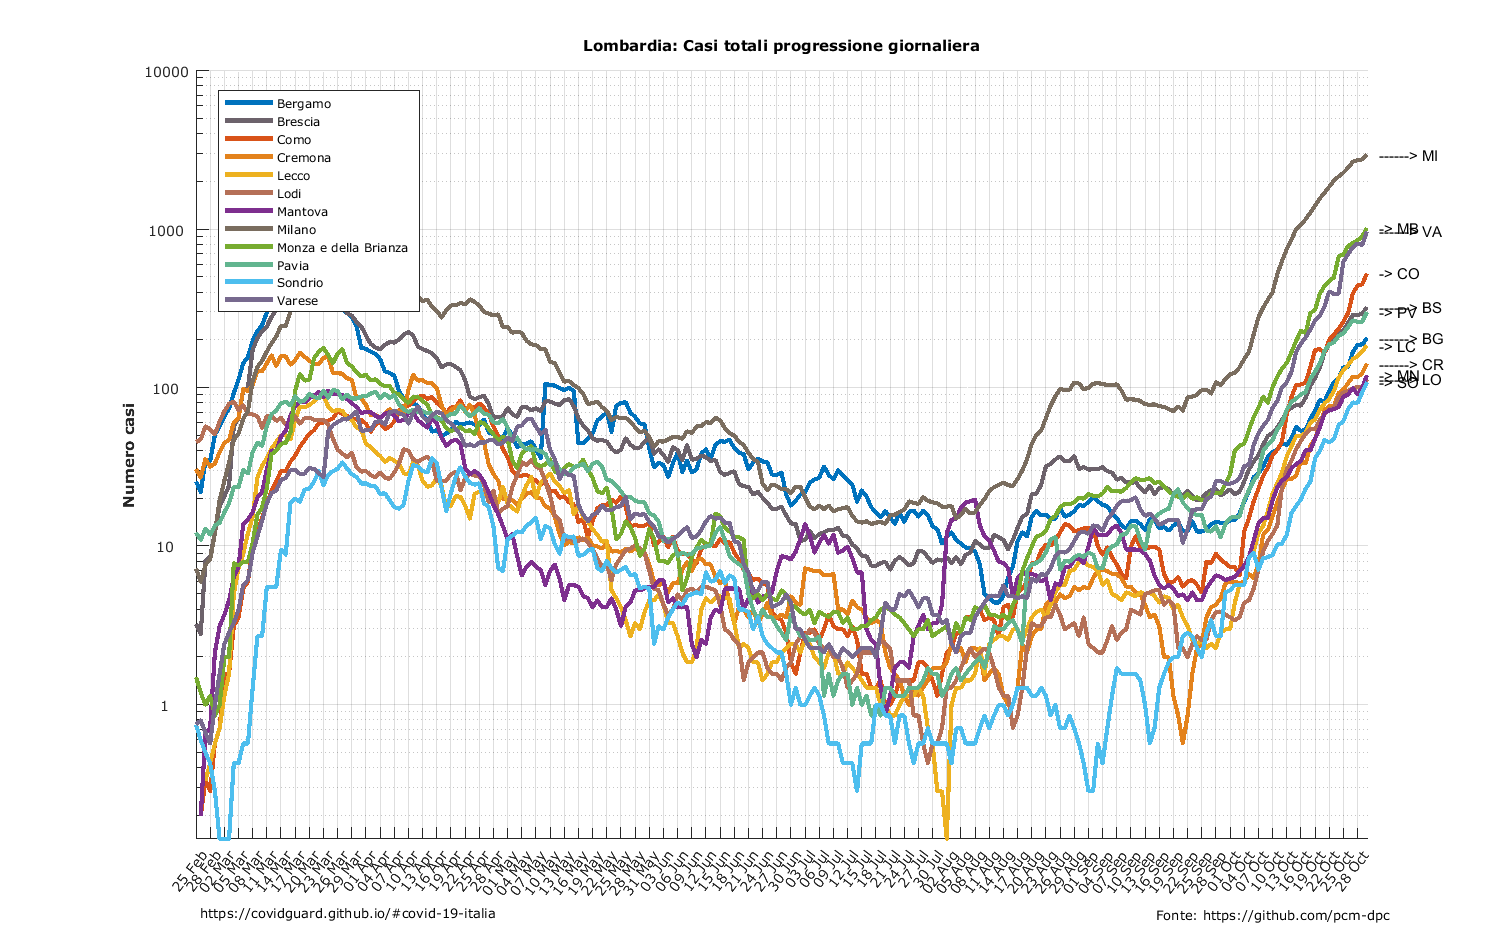 Lombardia: Casi totali progressione giornaliera
Numero casi
10000
1000
100
10
1
Bergamo
Brescia
Como
Cremona
Lecco
Lodi
Mantova
Milano
Monza e della Brianza
Pavia
Sondrio
Varese
------> MI
-> MB
------> VA
-> CO
------> BS
-> PV
------> BG
-> LC
------> CR
-> MN
------> LO
-> SO
25 Feb
28 Feb
02 Mar
05 Mar
08 Mar
11 Mar
14 Mar
17 Mar
20 Mar
23 Mar
26 Mar
29 Mar
01 Apr
04 Apr
07 Apr
10 Apr
13 Apr
16 Apr
19 Apr
22 Apr
25 Apr
28 Apr
01 May
04 May
07 May
10 May
13 May
16 May
19 May
22 May
25 May
28 May
31 May
03 Jun
06 Jun
09 Jun
12 Jun
15 Jun
18 Jun
21 Jun
24 Jun
27 Jun
30 Jun
03 Jul
06 Jul
09 Jul
12 Jul
15 Jul
18 Jul
21 Jul
24 Jul
27 Jul
30 Jul
02 Aug
05 Aug
08 Aug
11 Aug
14 Aug
17 Aug
20 Aug
23 Aug
26 Aug
29 Aug
01 Sep
04 Sep
07 Sep
10 Sep
13 Sep
16 Sep
19 Sep
22 Sep
25 Sep
28 Sep
01 Oct
04 Oct
07 Oct
10 Oct
13 Oct
16 Oct
19 Oct
22 Oct
25 Oct
28 Oct
https://covidguard.github.io/#covid-19-italia
Fonte: https://github.com/pcm-dpc